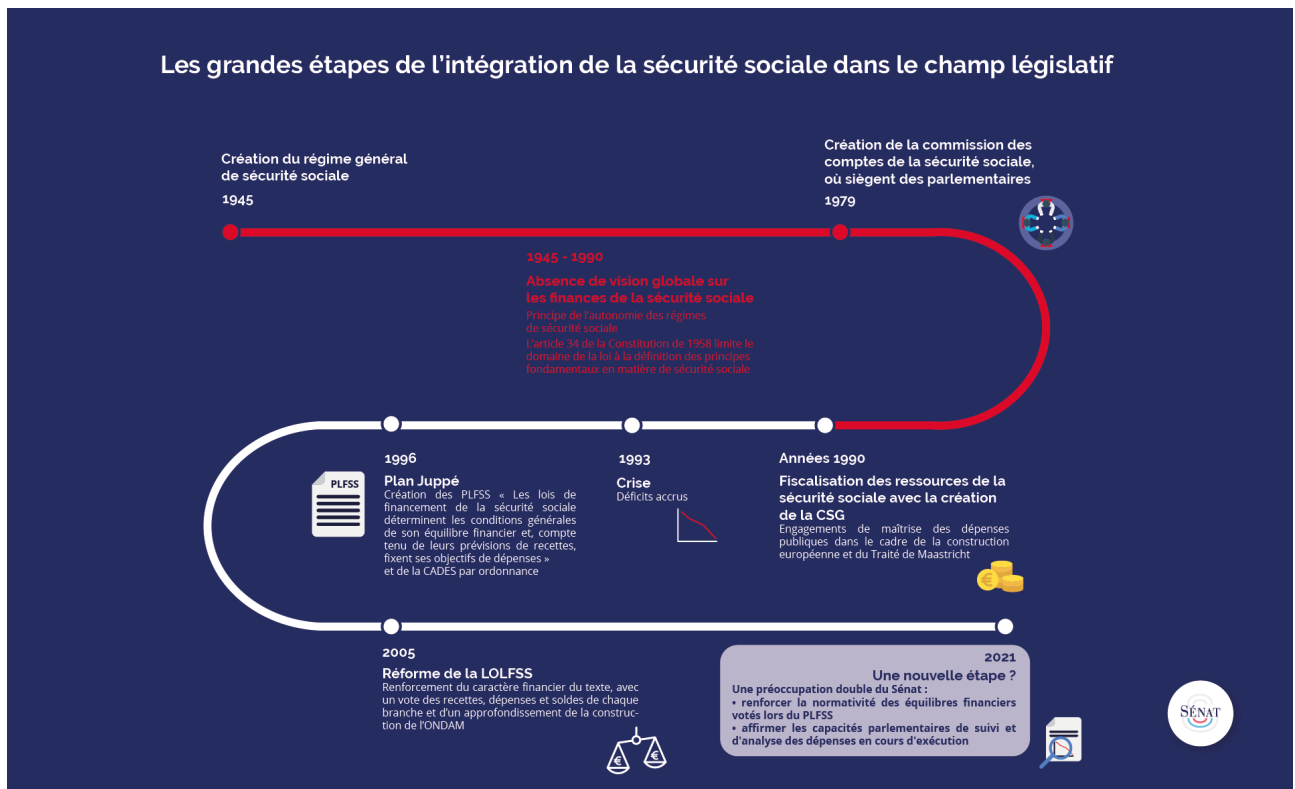 Les grandes étapes de l'intégration de la sécurité sociale dans le champ législatif
Création du régime général
de sécurité sociale
1945
Création de la commission des
comptes de la sécurité sociale,
où siègent des parlementaires
1979
1945 - 1990
Absence de vision globale sur
les finances de la sécurité sociale
Principe de l'autonomie des régimes
de sécurité sociale
L'article 34 de la Constitution de 1958 limite le
domaine de la loi à la définition des principes
fondamentaux en matière de sécurité sociale
Années 1990
Fiscalisation des ressources de la
sécurité sociale avec la création
de la CSG
Engagements de maîtrise des dépenses
publiques dans le cadre de la construction
européenne et du Traité de Maastricht
€
1993
Crise
Déficits accrus
1996
Plan Juppé
Création des PLFSS « Les lois de
financement de la sécurité sociale
déterminent les conditions générales
de son équilibre financier et, compte
tenu de leurs prévisions de recettes,
fixent ses objectifs de dépenses »
et de la CADES par ordonnance
PLFSS
2005
Réforme de la LOLFSS
Renforcement du caractère financier du texte, avec
un vote des recettes, dépenses et soldes de chaque
branche et d'un approfondissement de la construc-
tion de l'ONDAM
€ €
2021
Une nouvelle étape ?
Une préoccupation double du Sénat :
• renforcer la normativité des équilibres financiers
votés lors du PLFSS
• affirmer les capacités parlementaires de suivi et
d'analyse des dépenses en cours d'exécution
SÉNAT